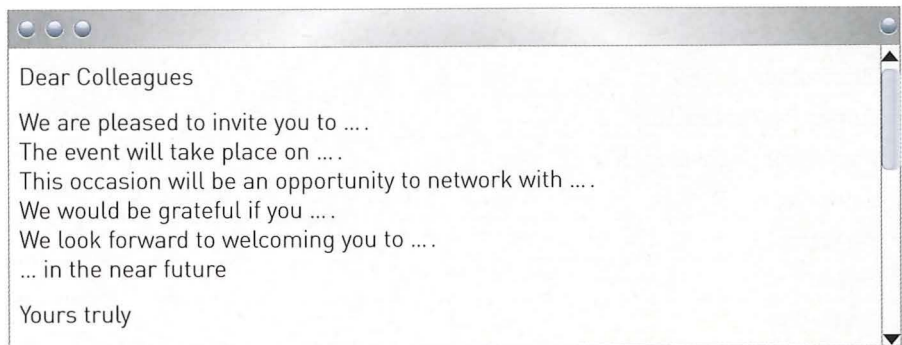 Dear Colleagues
We are pleased to invite you to ... .
The event will take place on ... .
This occasion will be an opportunity to network with ... .
We would be grateful if you ... .
We look forward to welcoming you to ... .
... in the near future
Yours truly